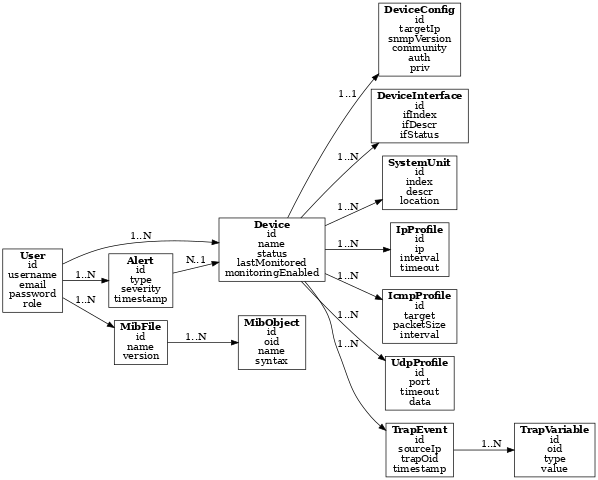 User
id
username
email
password
role
1..N
1..N
1..N
Alert
id
type
severity
timestamp
N..1
MibFile
id
name
version
1..N
MibObject
id
oid
name
syntax
Device
id
name
status
lastMonitored
monitoringEnabled
1..1
1..N
1..N
1..N
1..N
1..N
1..N
DeviceConfig
id
targetIp
snmpVersion
community
auth
priv
DeviceInterface
id
ifIndex
ifDescr
ifStatus
SystemUnit
id
index
descr
location
IpProfile
id
ip
interval
timeout
IcmpProfile
id
target
packetSize
interval
UdpProfile
id
port
timeout
data
TrapEvent
id
sourceIp
trapOid
timestamp
1..N
TrapVariable
id
oid
type
value